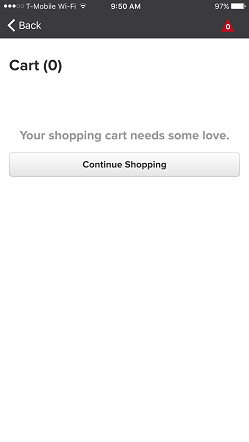 T-Mobile Wi-Fi 9:50 AM 97%
Back 0
Cart (0)
Your shopping cart needs some love.
Continue Shopping